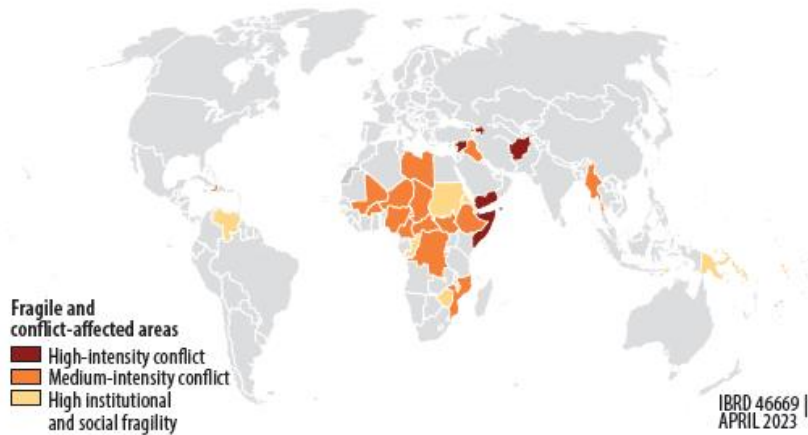 Fragile and
conflict-affected areas
High-intensity conflict
Medium-intensity conflict
High institutional
and social fragility
IBRD 46669 |
APRIL 2023